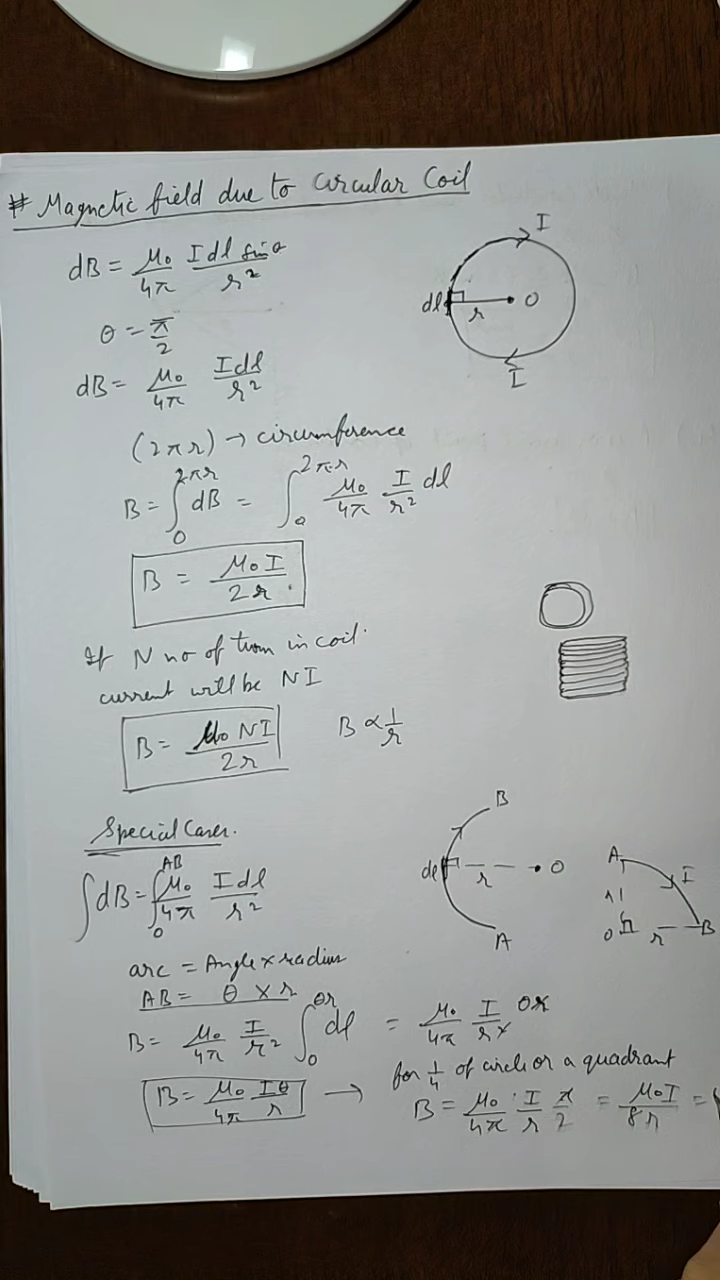 # Magnetic field due to Circular Coil
dB = μ₀/4π Idl sinθ/r²
I
dl r O
I
θ = π/2
dB = μ₀/4π Idl/r²
(2πr) → circumference
B = ∫₀^2πr dB = ∫₀^2πr μ₀/4π I/r² dl
B = μ₀I/2r.
If N no of turn in coil.
current will be NI
B = μ₀NI/2r B ∝ 1/r
Special Cases.
B
dl r O
A
A I
r
O r B
∫dB = ∫₀^AB μ₀/4π Idl/r²
arc = Angle × radius
AB = θ × r
B = μ₀/4π I/r² ∫₀^θr dl = μ₀/4π I/r² θr
for 1/4 of circle or a quadrant
B = μ₀/4π Iθ/r → B = μ₀/4π · I/r π/2 = μ₀I/8r =